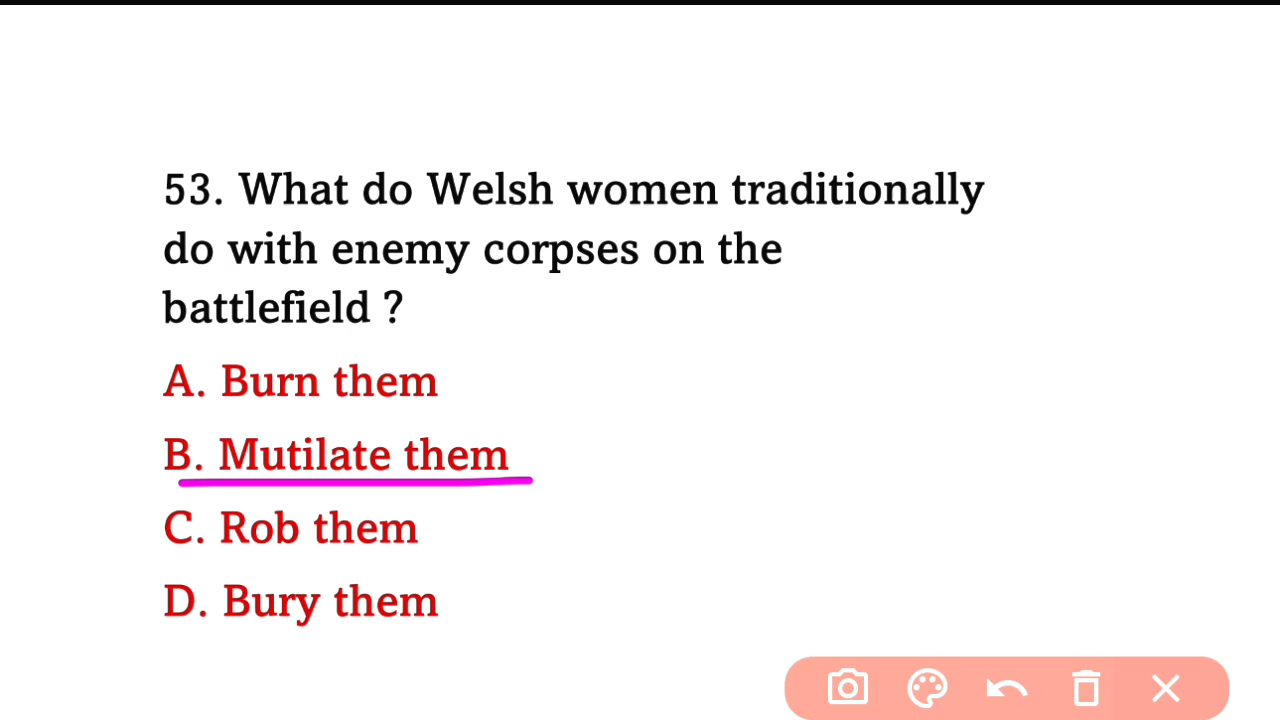 53. What do Welsh women traditionally
do with enemy corpses on the
battlefield ?
A. Burn them
B. Mutilate them
C. Rob them
D. Bury them